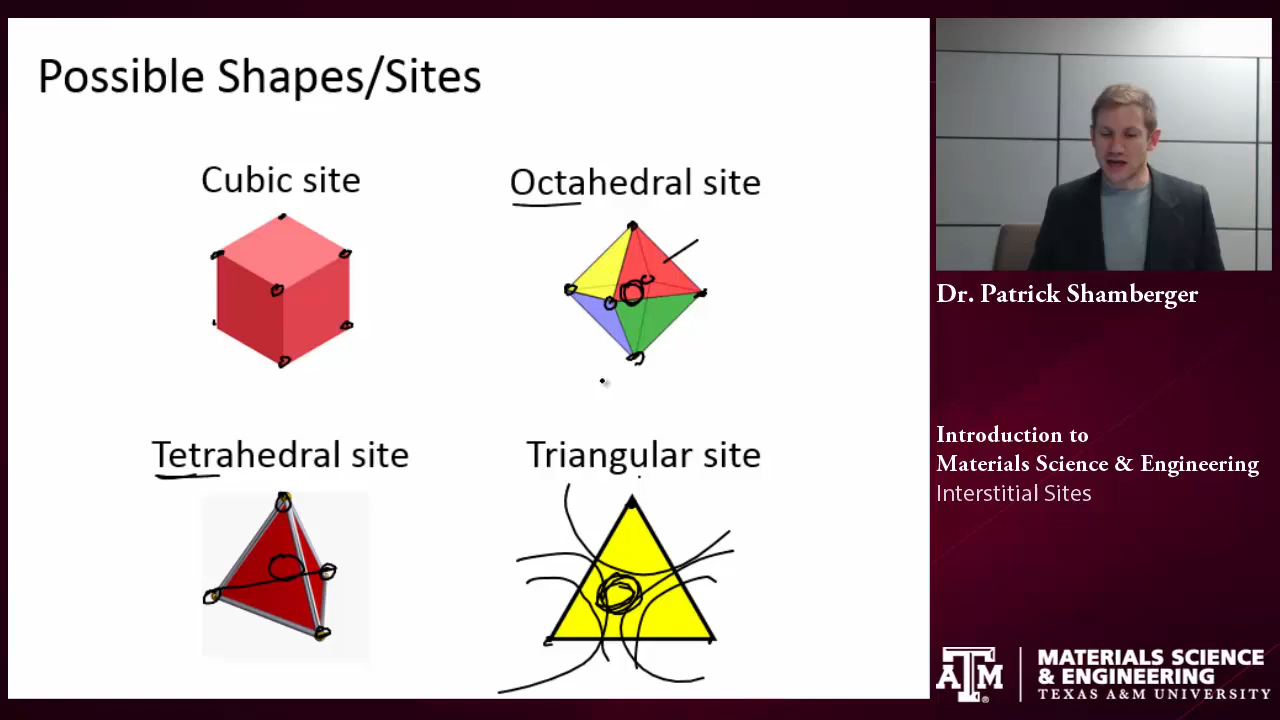 Possible Shapes/Sites
Cubic site
Octahedral site
Tetrahedral site
Triangular site
Dr. Patrick Shamberger
Introduction to
Materials Science & Engineering
Interstitial Sites
ATM
MATERIALS SCIENCE
& ENGINEERING
TEXAS A&M UNIVERSITY